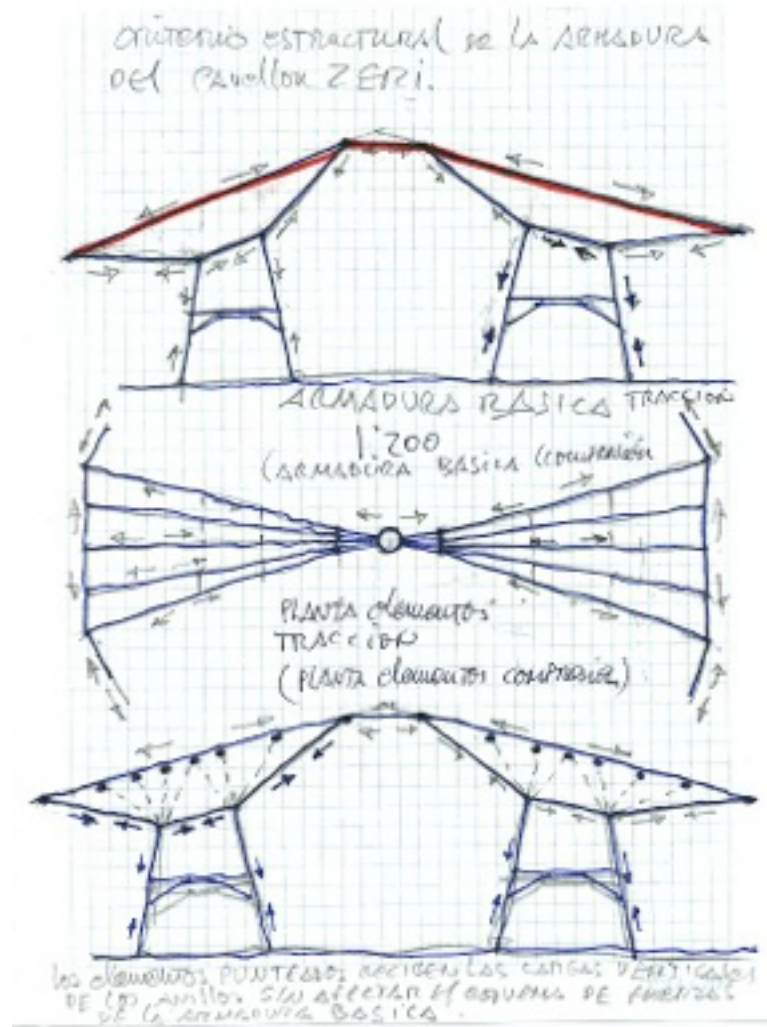 CRITERIO ESTRUCTURAL DE LA ARMADURA
DEL PAVELLON ZERI.
ARMADURA BASICA TRACCION
1:200
(ARMADURA BASICA COMPRESIÓN
PLANTA elementos
TRACCION
(PLANTA elementos COMPRESION)
LOS elementos PUNTEADOS RECIBEN LAS CARGAS VERTICALES
DE LOS ANILLOS SIN AFECTAR EL ESQUEMA DE FUERZAS
DE LA ARMADURA BASICA.